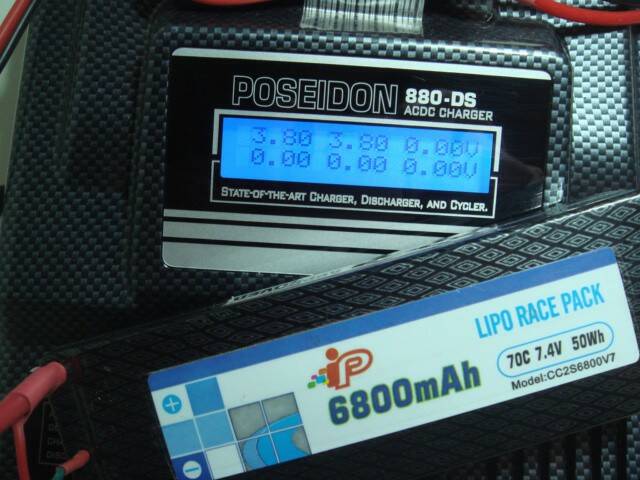 POSEIDON 880-DS
ACDC CHARGER
3.80 3.80 0.00V
0.00 0.00 0.00V
STATE-OF-THE-ART CHARGER, DISCHARGER, AND CYCLER.
LIPO RACE PACK
70C 7.4V 50Wh
Model:CC2S6800V7
iP
6800mAh
+
-